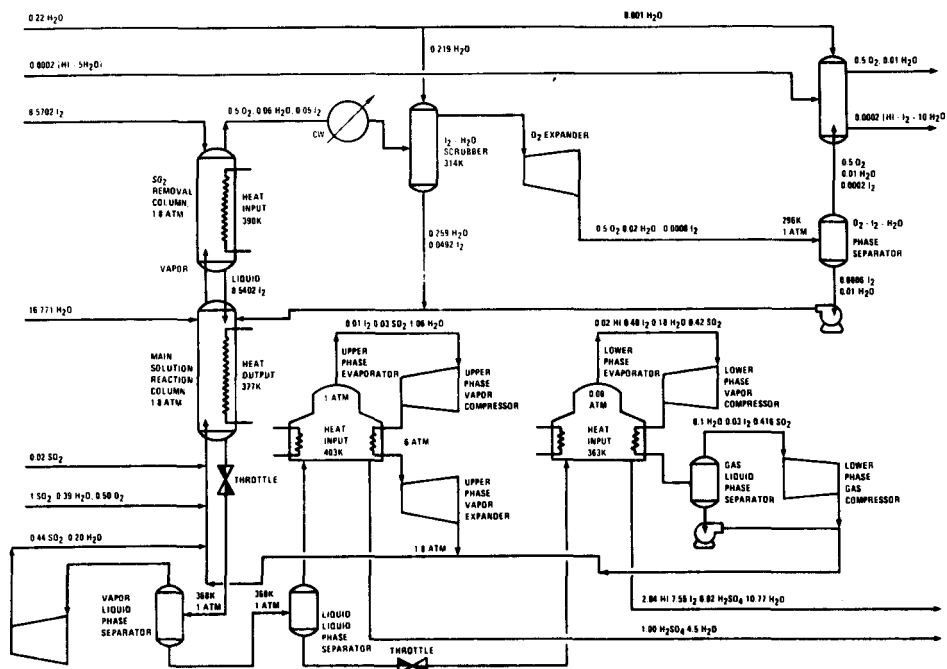 0.22 H₂O
0.001 H₂O
0.219 H₂O
0.0002 (HI · 5H₂O)
0.5 O₂, 0.01 H₂O
8.5702 I₂
0.5 O₂, 0.06 H₂O, 0.05 I₂
CW
I₂ - H₂O
SCRUBBER
314K
O₂ EXPANDER
0.0002 (HI - I₂ - 10 H₂O)
0.5 O₂
0.01 H₂O
0.0002 I₂
SO₂
REMOVAL
COLUMN,
1.8 ATM
HEAT
INPUT
390K
0.259 H₂O
0.0492 I₂
0.5 O₂ 0.02 H₂O 0.0008 I₂
296K
1 ATM
O₂ - I₂ - H₂O
PHASE
SEPARATOR
VAPOR
LIQUID
8.5402 I₂
0.0006 I₂
0.01 H₂O
16.771 H₂O
MAIN
SOLUTION
REACTION
COLUMN
1.8 ATM
HEAT
OUTPUT
377K
0.01 I₂ 0.03 SO₂ 1.06 H₂O
UPPER
PHASE
EVAPORATOR
1 ATM
HEAT
INPUT
403K
UPPER
PHASE
VAPOR
COMPRESSOR
6 ATM
UPPER
PHASE
VAPOR
EXPANDER
0.02 HI 0.48 I₂ 0.18 H₂O 0.42 SO₂
LOWER
PHASE
EVAPORATOR
ATM
HEAT
INPUT
363K
LOWER
PHASE
VAPOR
COMPRESSOR
0.1 H₂O 0.03 I₂ 0.416 SO₂
GAS
LIQUID
PHASE
SEPARATOR
LOWER
PHASE
GAS
COMPRESSOR
0.02 SO₂
THROTTLE
1 SO₂ 0.39 H₂O, 0.50 O₂
0.44 SO₂ 0.20 H₂O
1.8 ATM
VAPOR
LIQUID
PHASE
SEPARATOR
368K
1 ATM
368K
1 ATM
LIQUID
LIQUID
PHASE
SEPARATOR
THROTTLE
H₂SO₄ 10.77 H₂O
1.00 H₂SO₄ 4.5 H₂O